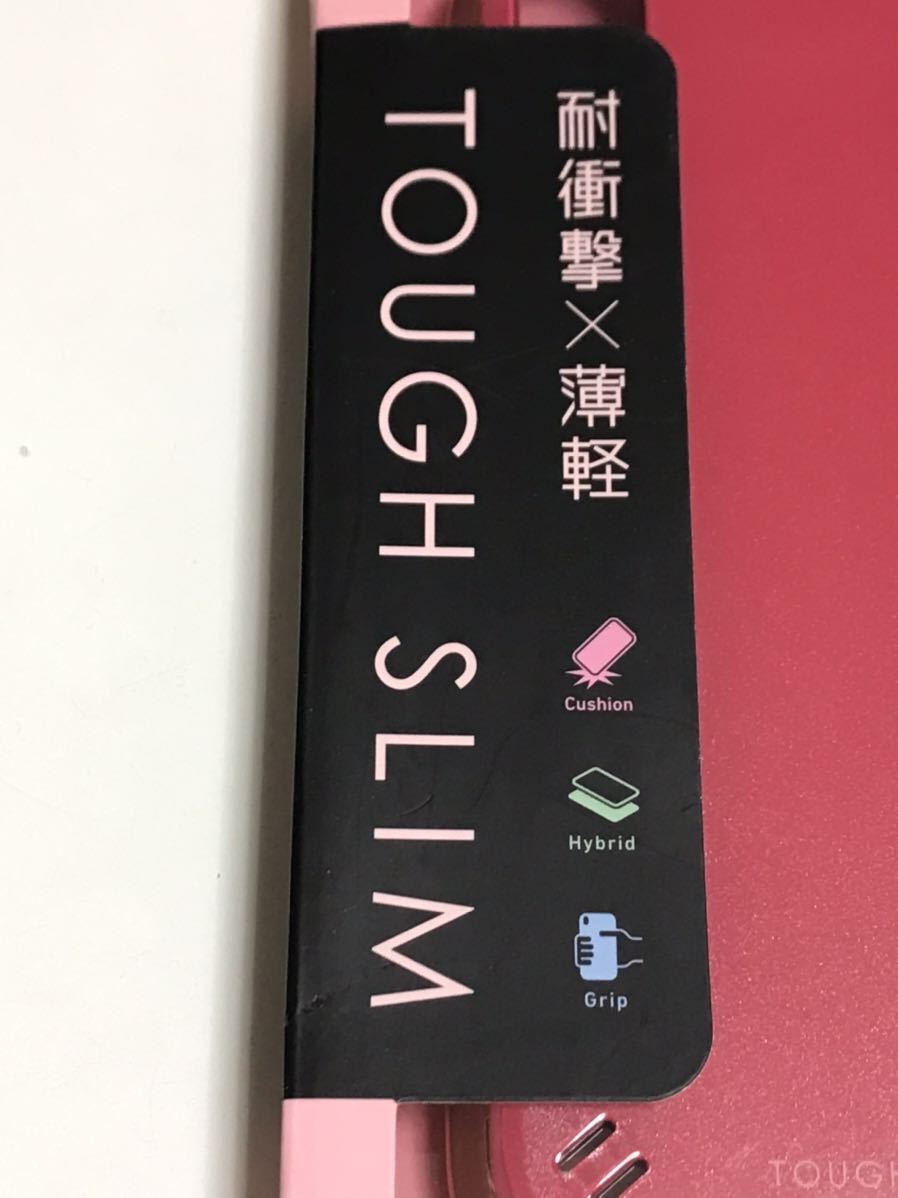 耐衝撃×薄軽
TOUGH SLIM
Cushion
Hybrid
Grip
TOUGH